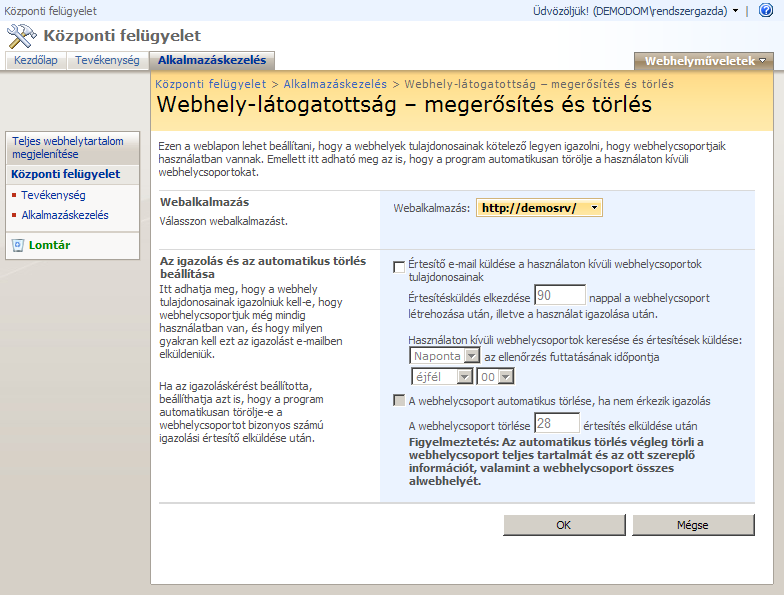 Központi felügyelet
Üdvözöljük! (DEMODOM\rendszergazda)
Központi felügyelet
Kezdőlap
Tevékenység
Alkalmazáskezelés
Webhelyműveletek
Központi felügyelet > Alkalmazáskezelés > Webhely-látogatottság – megerősítés és törlés
Webhely-látogatottság – megerősítés és törlés
Teljes webhelytartalom
megjelenítése
Központi felügyelet
Tevékenység
Alkalmazáskezelés
Lomtár
Ezen a weblapon lehet beállítani, hogy a webhelyek tulajdonosainak kötelező legyen igazolni, hogy webhelycsoportjaik
használatban vannak. Emellett itt adható meg az is, hogy a program automatikusan törölje a használaton kívüli
webhelycsoportokat.
Webalkalmazás
Válasszon webalkalmazást.
Webalkalmazás: http://demosrv/
Az igazolás és az automatikus törlés
beállítása
Itt adhatja meg, hogy a webhely
tulajdonosainak igazolniuk kell-e, hogy
webhelycsoportjuk még mindig
használatban van, és hogy milyen
gyakran kell ezt az igazolást e-mailben
elküldeniük.
Ha az igazoláskérést beállította,
beállíthatja azt is, hogy a program
automatikusan törölje-e a
webhelycsoportot bizonyos számú
igazolási értesítő elküldése után.
Értesítő e-mail küldése a használaton kívüli webhelycsoportok
tulajdonosainak
Értesítésküldés elkezdése 90 nappal a webhelycsoport
létrehozása után, illetve a használat igazolása után.
Használaton kívüli webhelycsoportok keresése és értesítések küldése:
Naponta az ellenőrzés futtatásának időpontja
éjfél 00
A webhelycsoport automatikus törlése, ha nem érkezik igazolás
A webhelycsoport törlése 28 értesítés elküldése után
Figyelmeztetés: Az automatikus törlés végleg törli a
webhelycsoport teljes tartalmát és az ott szereplő
információt, valamint a webhelycsoport összes
alwebhelyét.
OK
Mégse